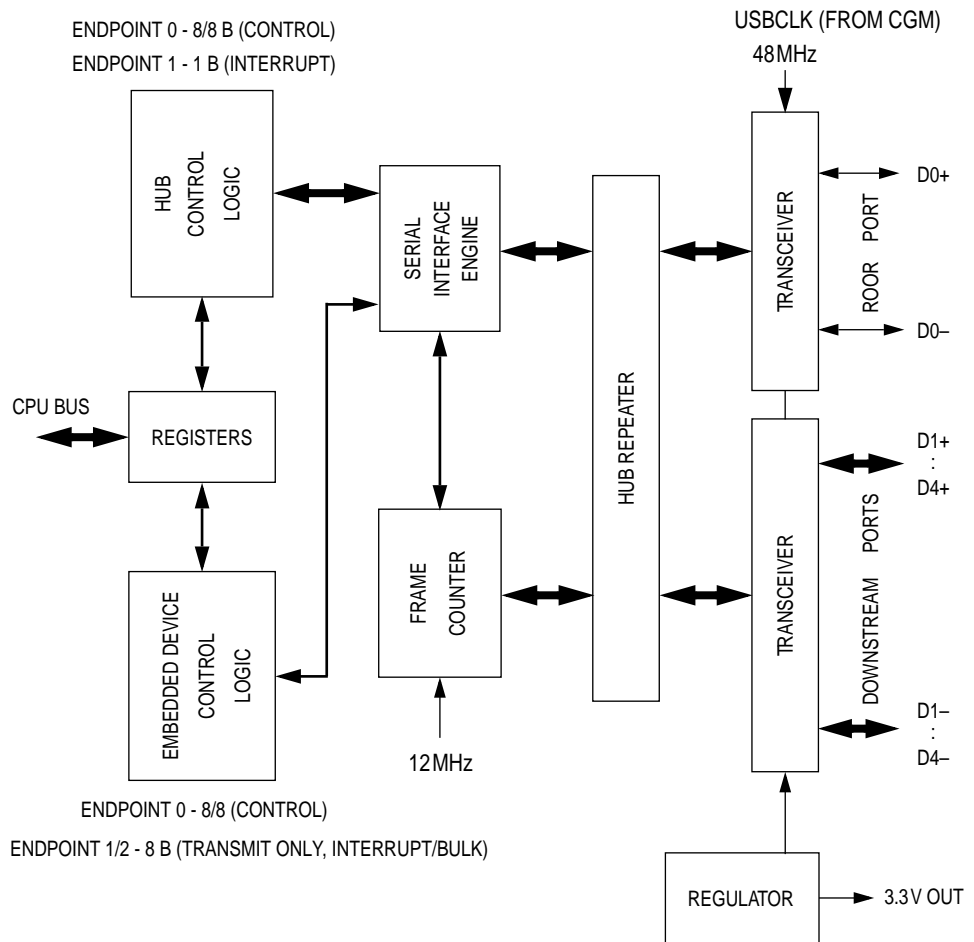 ENDPOINT 0 - 8/8 B (CONTROL)
ENDPOINT 1 - 1 B (INTERRUPT)
USBCLK (FROM CGM)
48MHz
HUB
CONTROL
LOGIC
SERIAL
INTERFACE
ENGINE
HUB REPEATER
TRANSCEIVER
ROOR PORT
D0+
D0–
CPU BUS
REGISTERS
EMBEDDED DEVICE
CONTROL
LOGIC
FRAME
COUNTER
12MHz
TRANSCEIVER
DOWNSTREAM PORTS
D1+
:
D4+
D1–
:
D4–
ENDPOINT 0 - 8/8 (CONTROL)
ENDPOINT 1/2 - 8 B (TRANSMIT ONLY, INTERRUPT/BULK)
REGULATOR
3.3V OUT